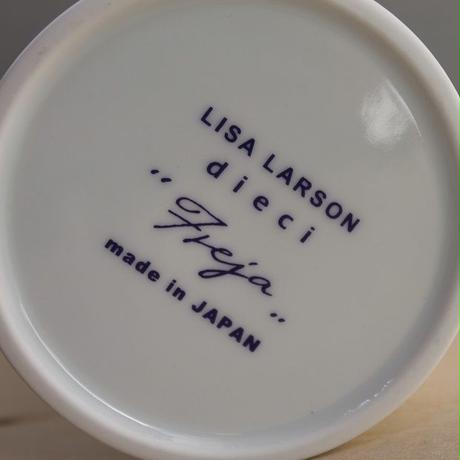 LISA LARSON
dieci
"Freja"
made in JAPAN